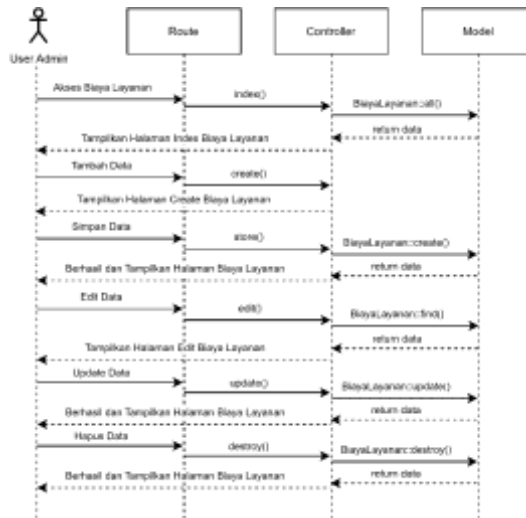 Route
Controller
Model
User Admin
Akses Biaya Layanan
index()
BiayaLayanan::all()
return data
Tampilkan Halaman Index Biaya Layanan
Tambah Data
create()
Tampilkan Halaman Create Biaya Layanan
Simpan Data
store()
BiayaLayanan::create()
return data
Berhasil dan Tampilkan Halaman Biaya Layanan
Edit Data
edit()
BiayaLayanan::find()
return data
Tampilkan Halaman Edit Biaya Layanan
Update Data
update()
BiayaLayanan::update()
return data
Berhasil dan Tampilkan Halaman Biaya Layanan
Hapus Data
destroy()
BiayaLayanan::destroy()
return data
Berhasil dan Tampilkan Halaman Biaya Layanan